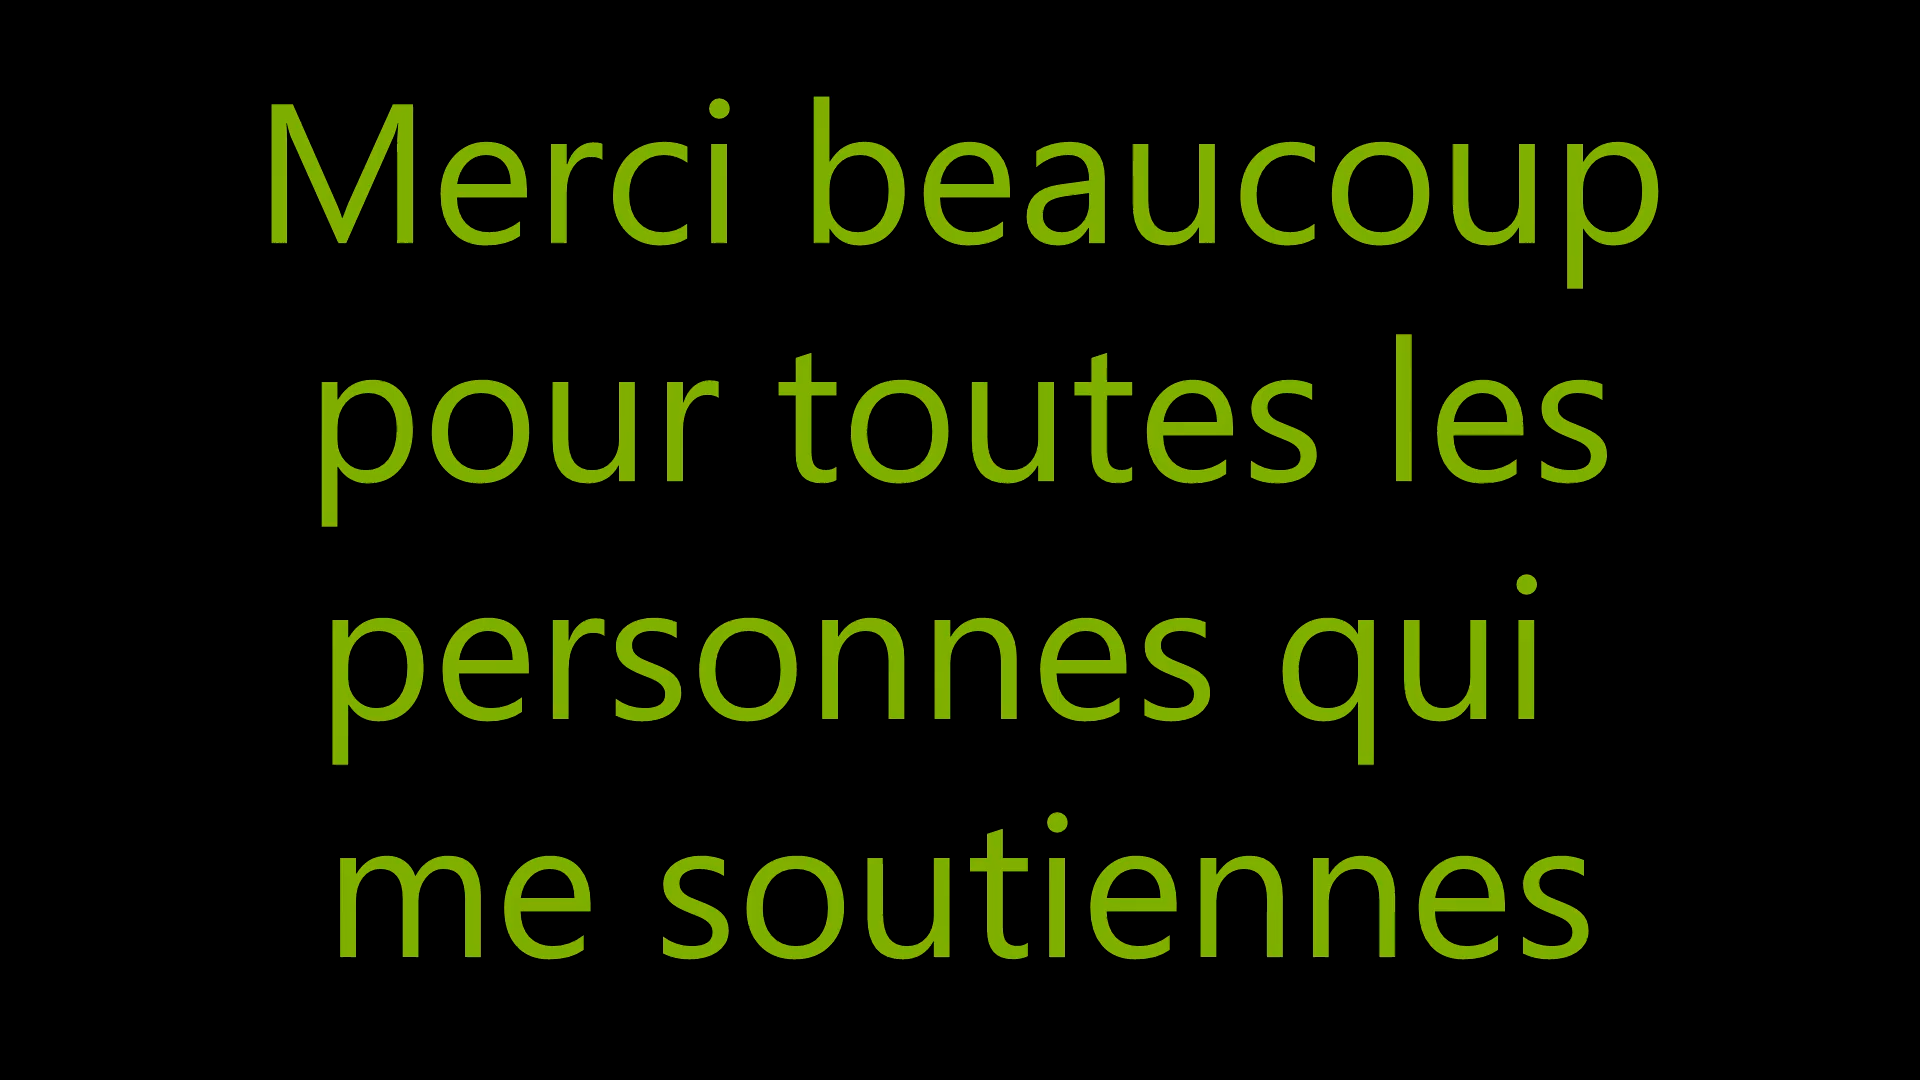 Merci beaucoup
pour toutes les
personnes qui
me soutiennes